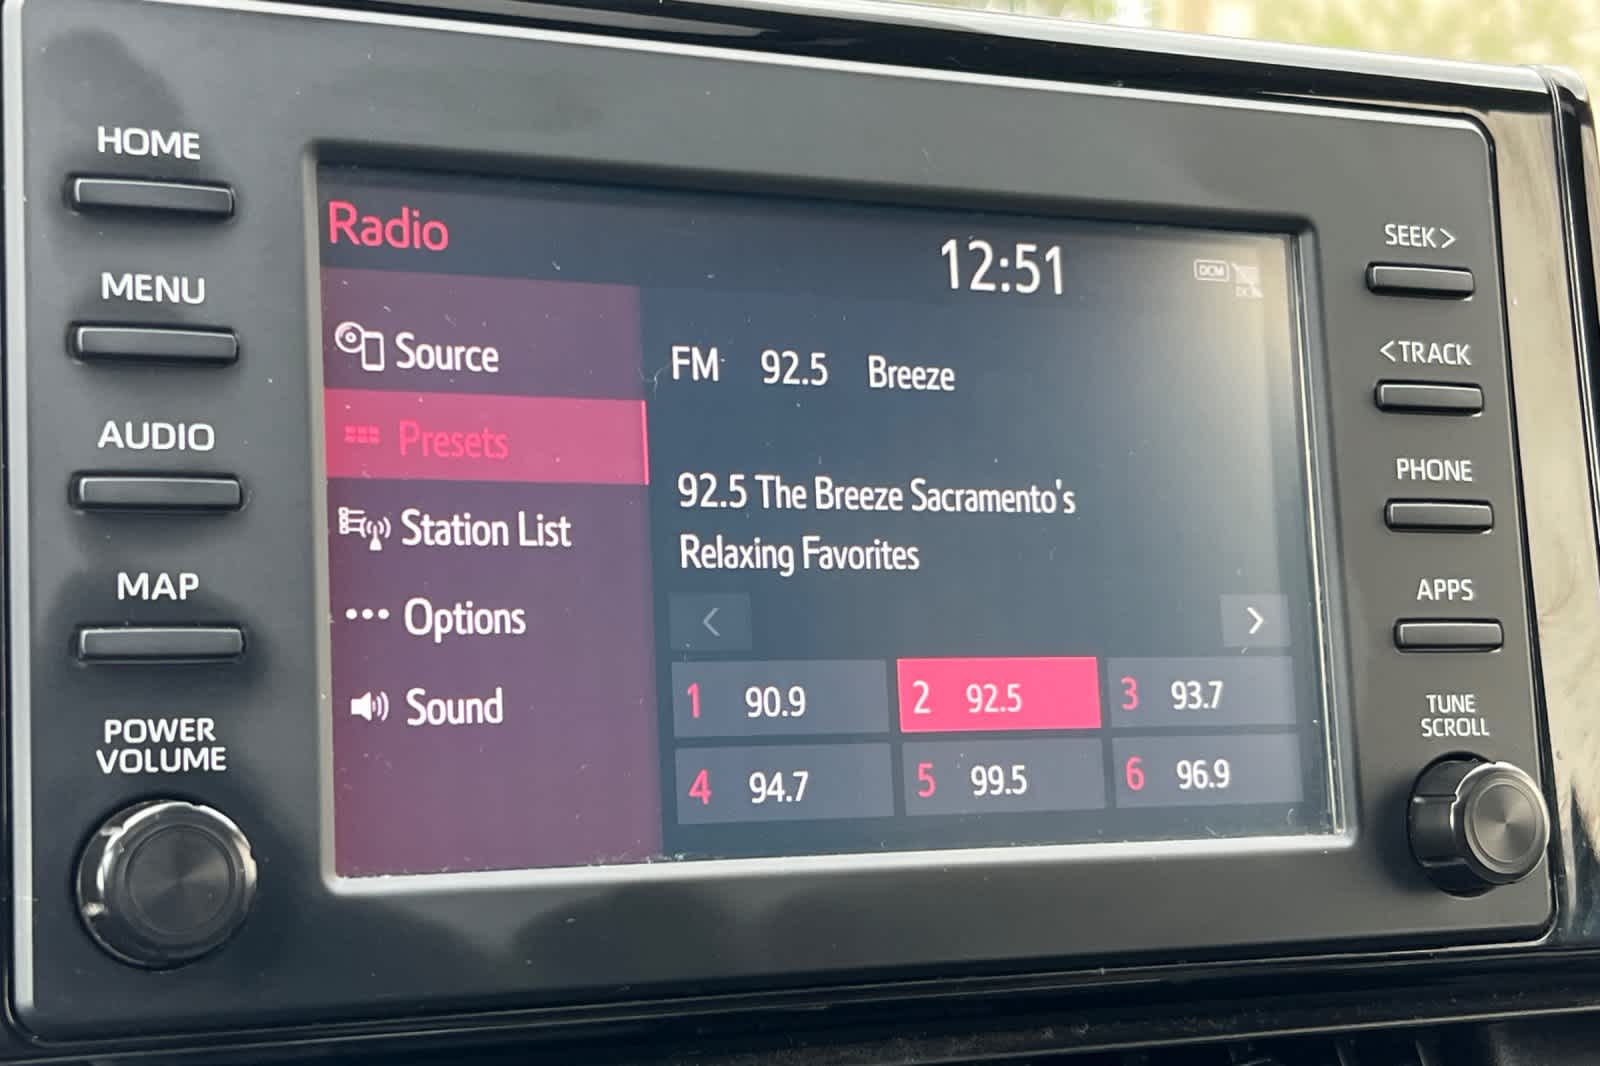 HOME
MENU
AUDIO
MAP
POWER
VOLUME
Radio
12:51
DCM
Source
Presets
Station List
Options
Sound
FM 92.5 Breeze
92.5 The Breeze Sacramento's
Relaxing Favorites
< >
1 90.9 2 92.5 3 93.7
4 94.7 5 99.5 6 96.9
SEEK >
< TRACK
PHONE
APPS
TUNE
SCROLL